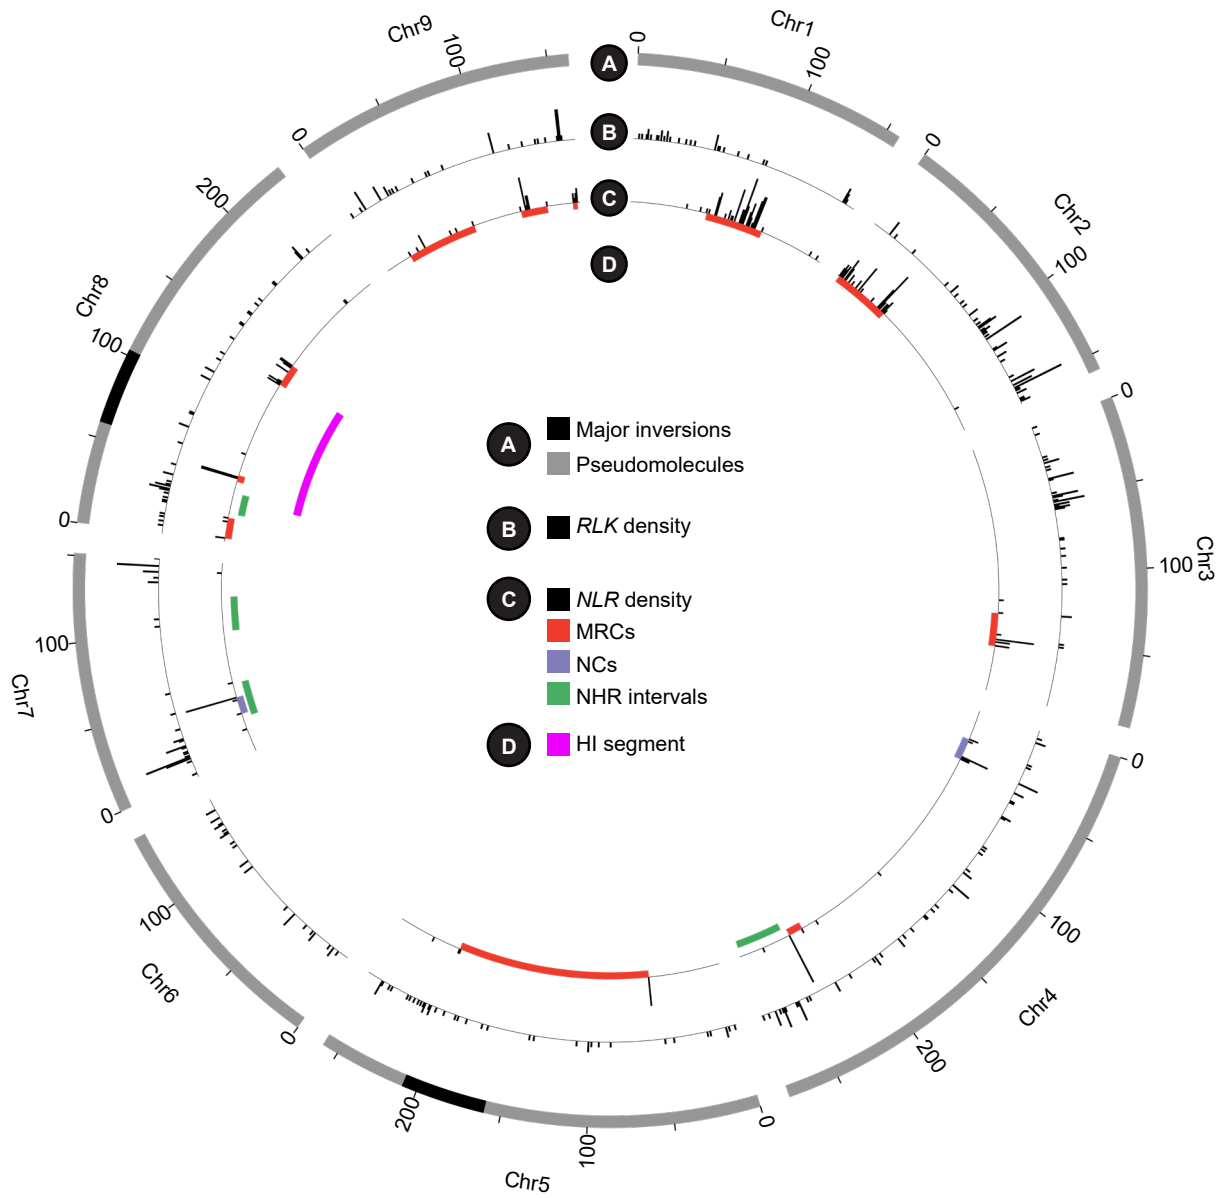 Chr9
Chr1
0
100
A
100
0
0
B
Chr2
200
C
100
D
Chr8
100
0
A
Major inversions
Pseudomolecules
0
B
RLK density
100
Chr3
C
NLR density
MRCs
NCs
NHR intervals
100
Chr7
D
HI segment
0
0
100
100
Chr6
Chr4
0
200
200
0
100
Chr5